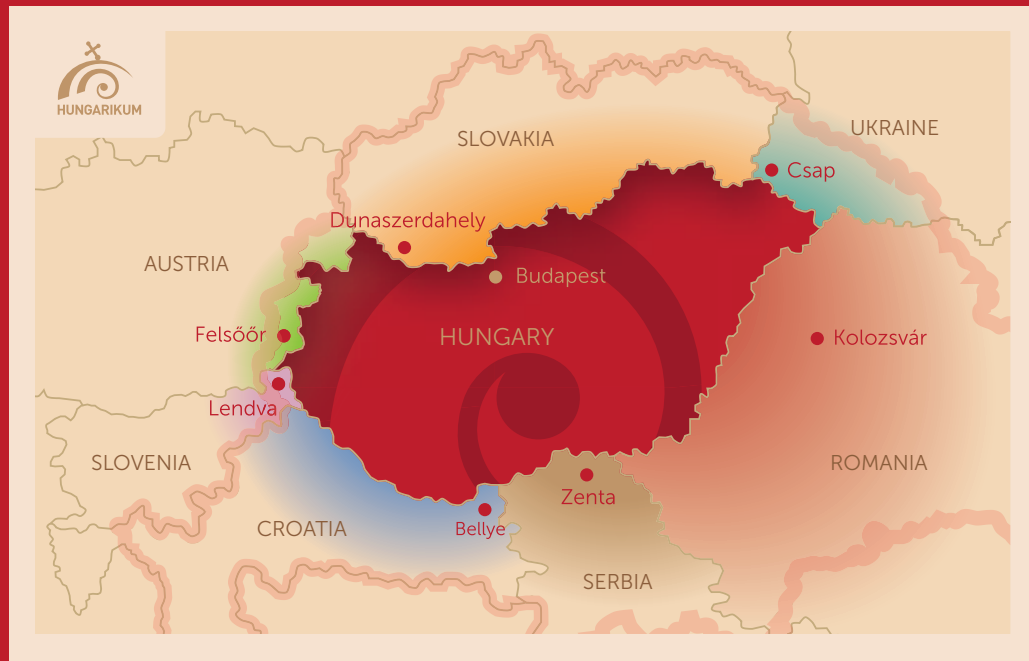 HUNGARIKUM
SLOVAKIA
UKRAINE
Csap
Dunaszerdahely
AUSTRIA
Budapest
HUNGARY
Felsőőr
Kolozsvár
Lendva
SLOVENIA
ROMANIA
Zenta
CROATIA
Bellye
SERBIA